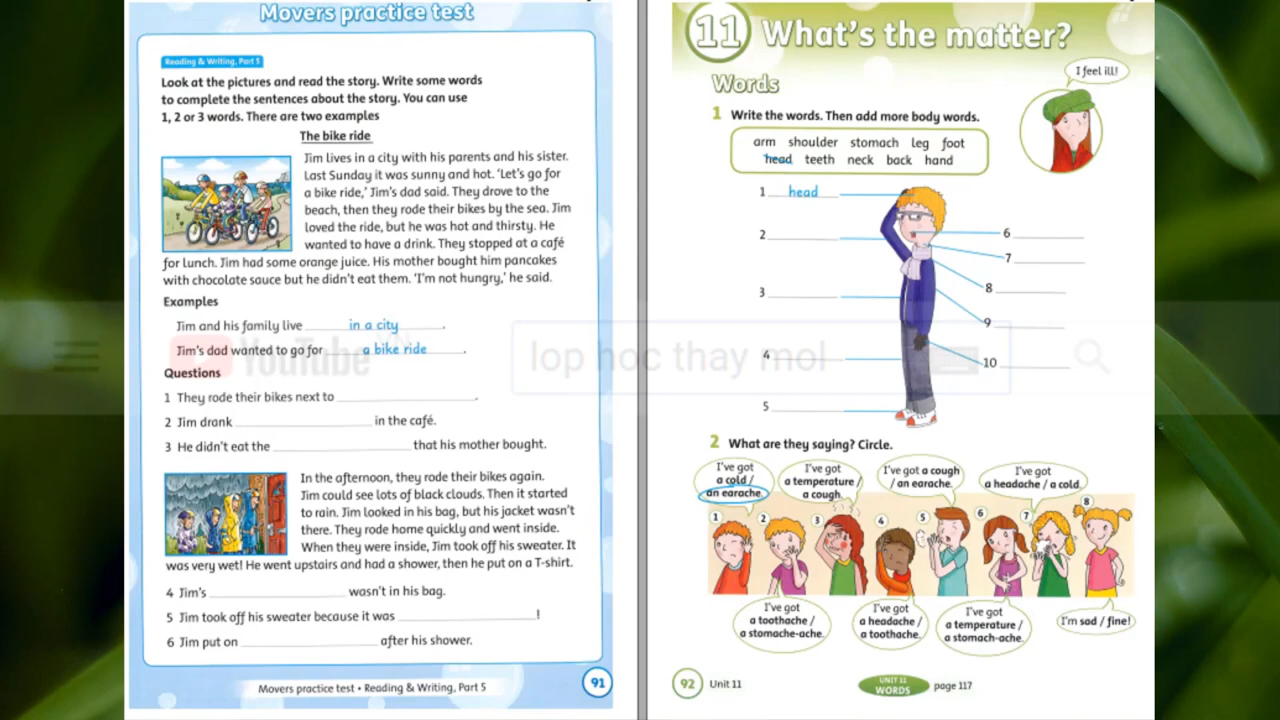 Movers practice test
Reading & Writing, Part 5
Look at the pictures and read the story. Write some words
to complete the sentences about the story. You can use
1, 2 or 3 words. There are two examples
The bike ride
Jim lives in a city with his parents and his sister.
Last Sunday it was sunny and hot. 'Let's go for
a bike ride,' Jim's dad said. They drove to the
beach, then they rode their bikes by the sea. Jim
loved the ride, but he was hot and thirsty. He
wanted to have a drink. They stopped at a café
for lunch. Jim had some orange juice. His mother bought him pancakes
with chocolate sauce but he didn't eat them. 'I'm not hungry,' he said.
Examples
Jim and his family live in a city.
Jim's dad wanted to go for a bike ride.
Questions
1 They rode their bikes next to .
2 Jim drank in the café.
3 He didn't eat the that his mother bought.
In the afternoon, they rode their bikes again.
Jim could see lots of black clouds. Then it started
to rain. Jim looked in his bag, but his jacket wasn't
there. They rode home quickly and went inside.
When they were inside, Jim took off his sweater. It
was very wet! He went upstairs and had a shower, then he put on a T-shirt.
4 Jim's wasn't in his bag.
5 Jim took off his sweater because it was !
6 Jim put on after his shower.
Movers practice test • Reading & Writing, Part 5
91
11 What's the matter?
I feel ill!
Words
1 Write the words. Then add more body words.
arm shoulder stomach leg foot
head teeth neck back hand
1 head
2
3
4
5
6
7
8
9
10
2 What are they saying? Circle.
I've got
a cold /
an earache.
I've got
a temperature /
a cough.
I've got a cough
/ an earache.
I've got
a headache / a cold.
1
2
3
4
5
6
7
8
I've got
a toothache /
a stomache-ache.
I've got
a headache /
a toothache.
I've got
a temperature /
a stomach-ache.
I'm sad / fine!
92 Unit 11
UNIT 11
WORDS
page 117
YouTube
lop hoc thay mol